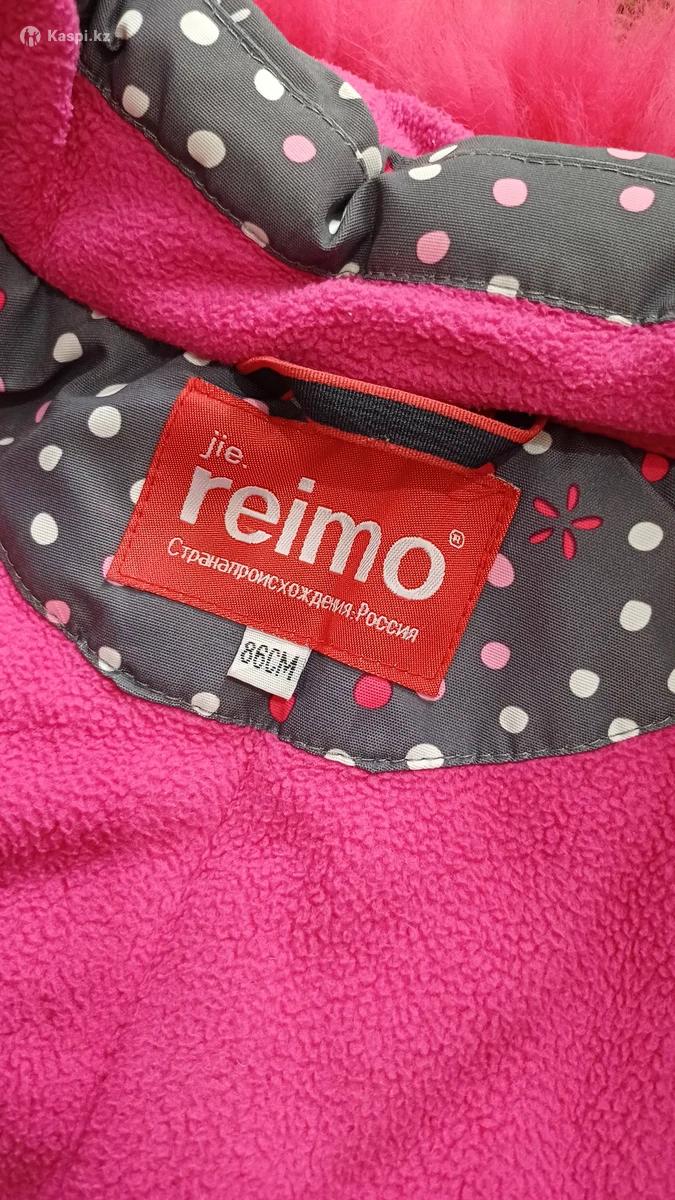 Kaspi.kz
jie.
reimo®
Странапроисхождения:Россия
86CM